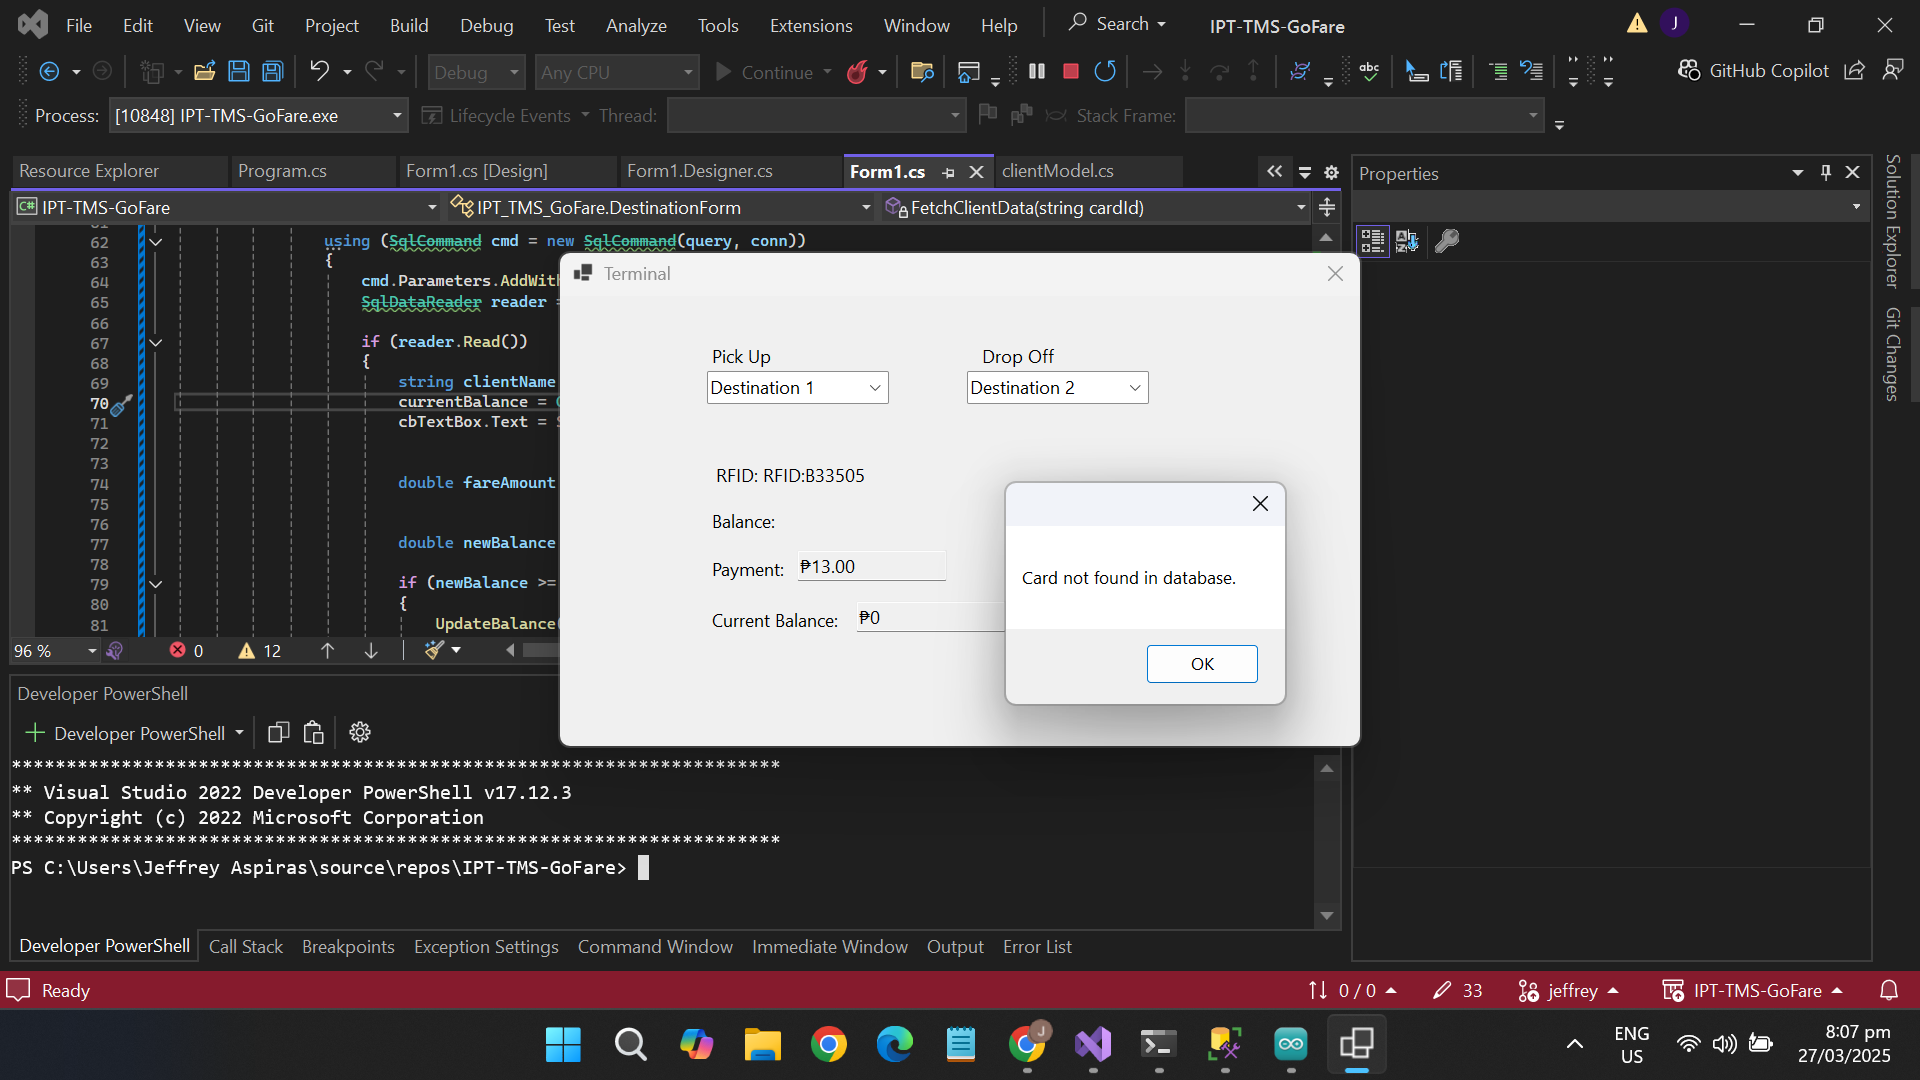 File Edit View Git Project Build Debug Test Analyze Tools Extensions Window Help Search IPT-TMS-GoFare J
Debug Any CPU Continue abc GitHub Copilot
Process: [10848] IPT-TMS-GoFare.exe Lifecycle Events Thread: Stack Frame:
Resource Explorer Program.cs Form1.cs [Design] Form1.Designer.cs Form1.cs clientModel.cs
C# IPT-TMS-GoFare IPT_TMS_GoFare.DestinationForm FetchClientData(string cardId)
62 using (SqlCommand cmd = new SqlCommand(query, conn))
63 {
64 cmd.Parameters.AddWith
65 SqlDataReader reader =
66
67 if (reader.Read())
68 {
69 string clientName
70 currentBalance =
71 cbTextBox.Text =
72
73
74 double fareAmount
75
76
77 double newBalance
78
79 if (newBalance >=
80 {
81 UpdateBalance(
96 % 0 12
Terminal
Pick Up Drop Off
Destination 1 Destination 2
RFID: RFID:B33505
Balance:
Payment: ₱13.00
Current Balance: ₱0
Card not found in database.
OK
Properties
Solution Explorer
Git Changes
Developer PowerShell
Developer PowerShell
***********************************************************************
** Visual Studio 2022 Developer PowerShell v17.12.3
** Copyright (c) 2022 Microsoft Corporation
***********************************************************************
PS C:\Users\Jeffrey Aspiras\source\repos\IPT-TMS-GoFare>
Developer PowerShell Call Stack Breakpoints Exception Settings Command Window Immediate Window Output Error List
Ready 0 / 0 33 jeffrey IPT-TMS-GoFare
J
ENG
US
8:07 pm
27/03/2025